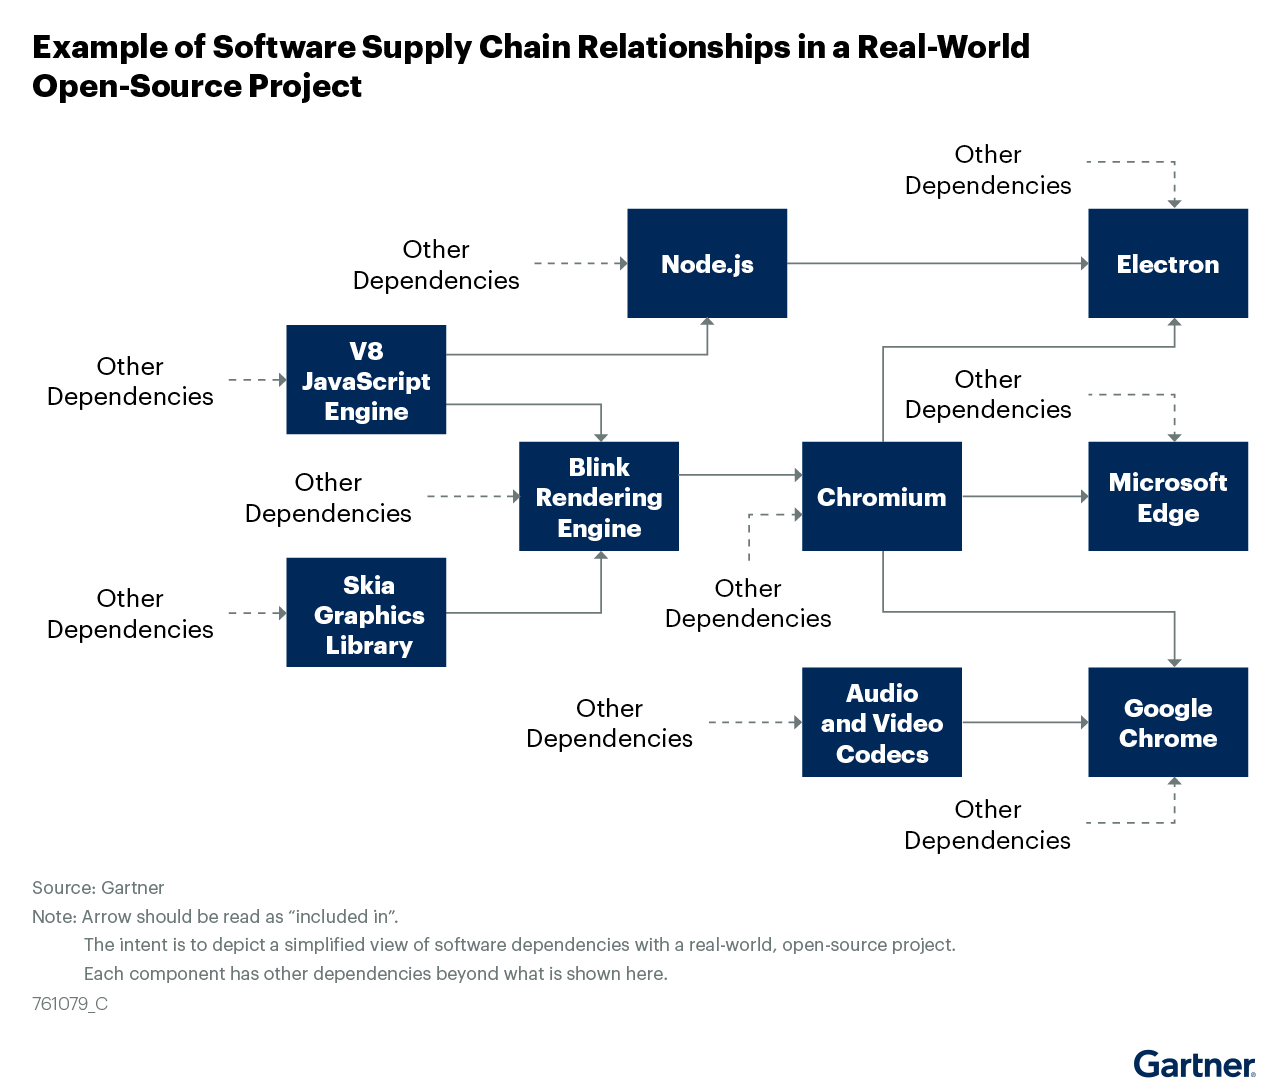 Example of Software Supply Chain Relationships in a Real-World
Open-Source Project
Other
Dependencies
Other
Dependencies
Node.js
Electron
Other
Dependencies
V8
JavaScript
Engine
Other
Dependencies
Other
Dependencies
Blink
Rendering
Engine
Chromium
Microsoft
Edge
Other
Dependencies
Skia
Graphics
Library
Other
Dependencies
Other
Dependencies
Audio
and Video
Codecs
Google
Chrome
Other
Dependencies
Source: Gartner
Note: Arrow should be read as “included in”.
The intent is to depict a simplified view of software dependencies with a real-world, open-source project.
Each component has other dependencies beyond what is shown here.
761079_C
Gartner®